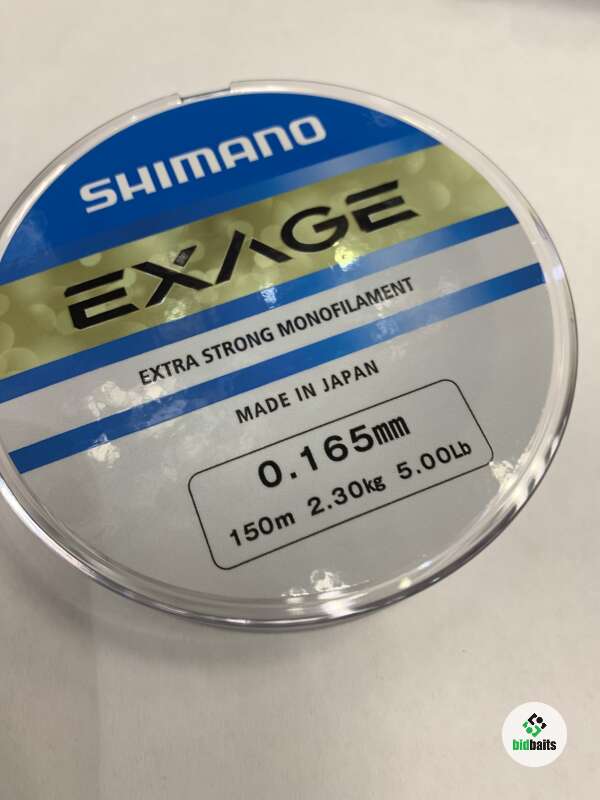 SHIMANO
EXAGE
EXTRA STRONG MONOFILAMENT
MADE IN JAPAN
0.165mm
150m 2.30kg 5.00Lb
bidbaits